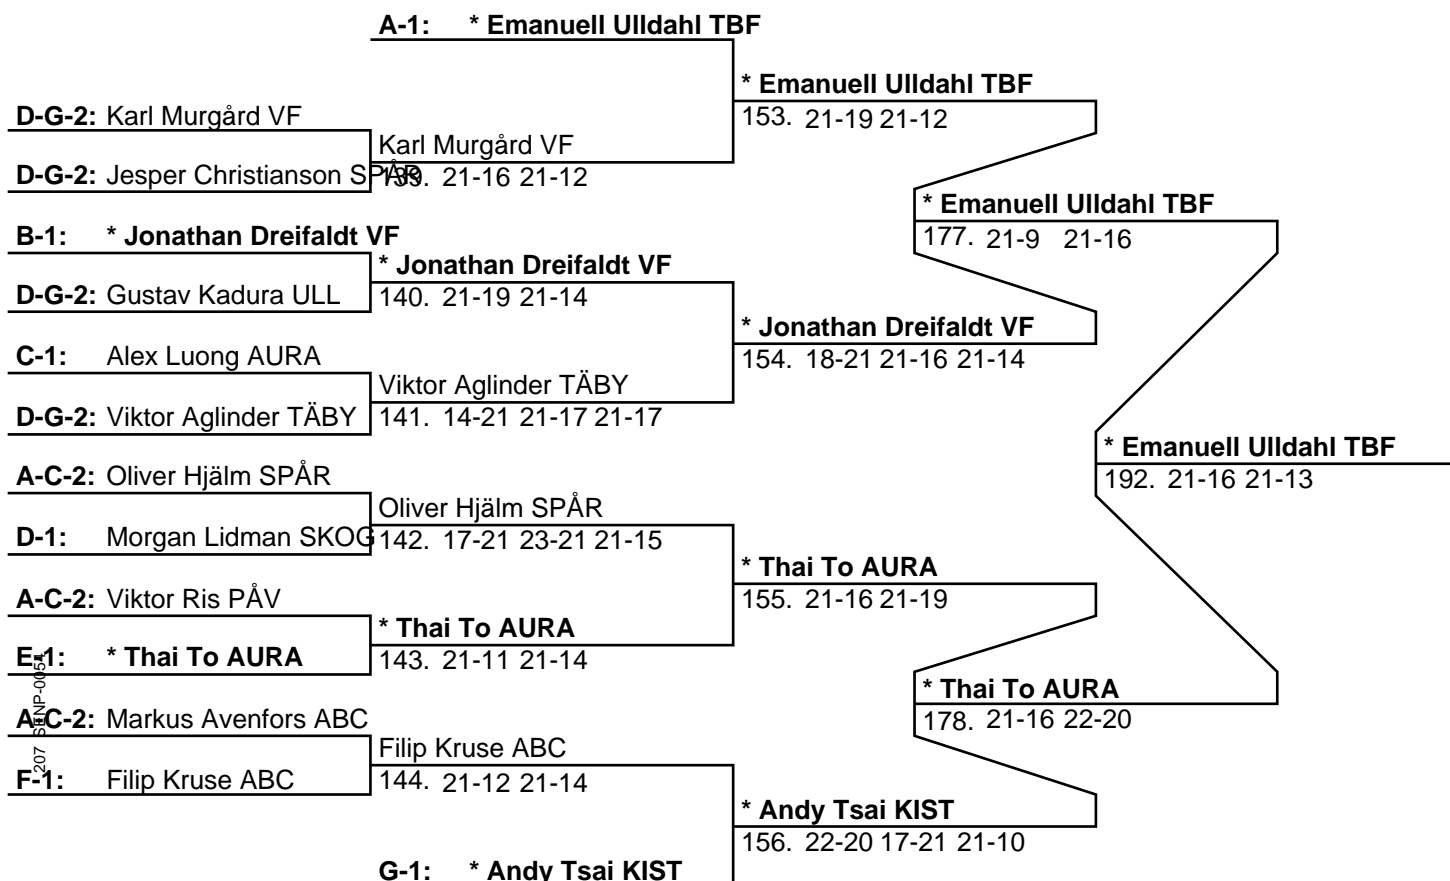 A-1: * Emanuell Ulldahl TBF
* Emanuell Ulldahl TBF
153. 21-19 21-12
D-G-2: Karl Murgård VF
Karl Murgård VF
D-G-2: Jesper Christianson SPÅR
139. 21-16 21-12
* Emanuell Ulldahl TBF
177. 21-9 21-16
B-1: * Jonathan Dreifaldt VF
* Jonathan Dreifaldt VF
D-G-2: Gustav Kadura ULL
140. 21-19 21-14
* Jonathan Dreifaldt VF
154. 18-21 21-16 21-14
C-1: Alex Luong AURA
Viktor Aglinder TÄBY
D-G-2: Viktor Aglinder TÄBY
141. 14-21 21-17 21-17
* Emanuell Ulldahl TBF
192. 21-16 21-13
A-C-2: Oliver Hjälm SPÅR
Oliver Hjälm SPÅR
D-1: Morgan Lidman SKOG
142. 17-21 23-21 21-15
* Thai To AURA
155. 21-16 21-19
A-C-2: Viktor Ris PÅV
* Thai To AURA
E-1: * Thai To AURA
143. 21-11 21-14
* Thai To AURA
178. 21-16 22-20
207 SENP-0054
A-C-2: Markus Avenfors ABC
Filip Kruse ABC
F-1: Filip Kruse ABC
144. 21-12 21-14
* Andy Tsai KIST
156. 22-20 17-21 21-10
G-1: * Andy Tsai KIST